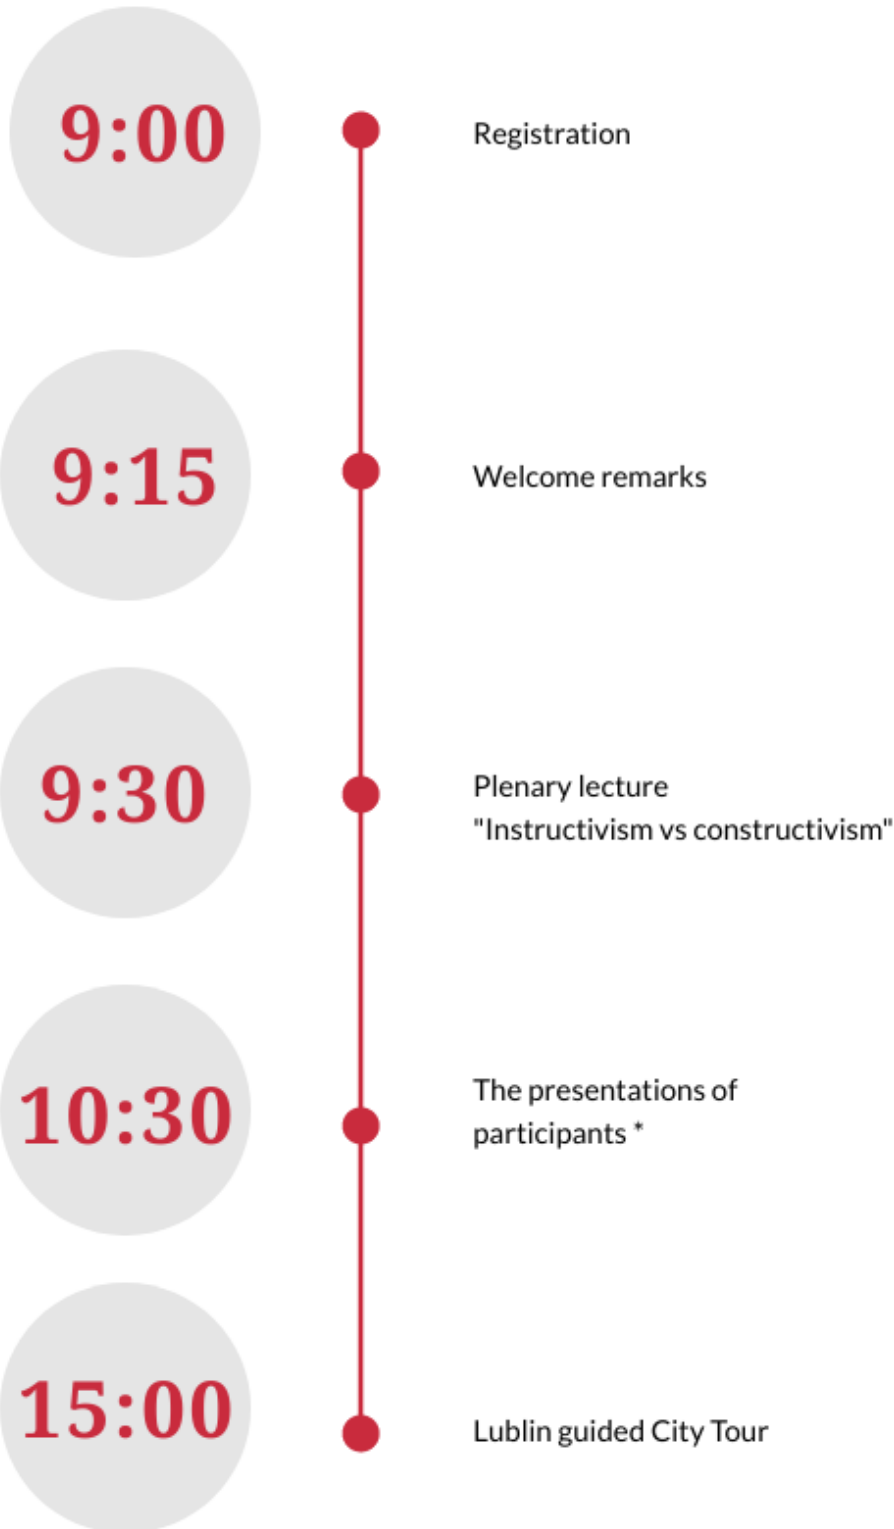 9:00
Registration
9:15
Welcome remarks
9:30
Plenary lecture
"Instructivism vs constructivism"
10:30
The presentations of
participants *
15:00
Lublin guided City Tour